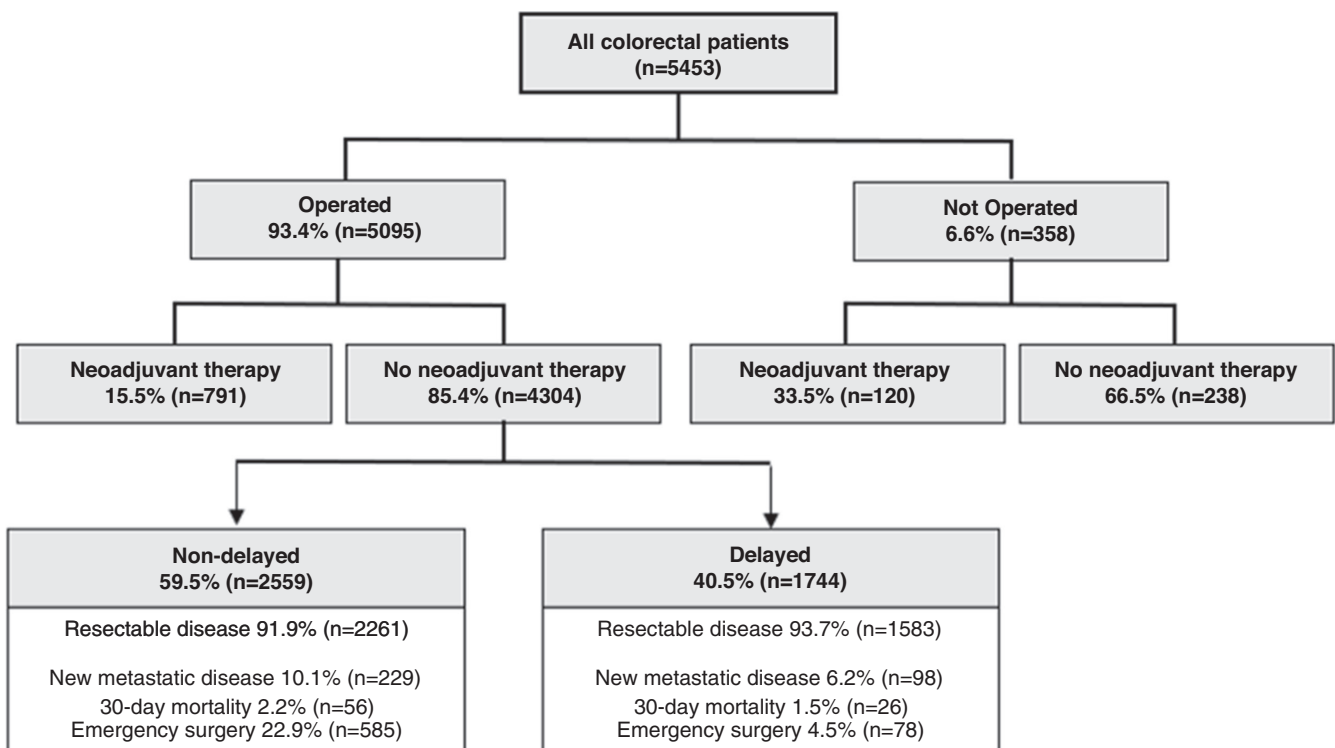 All colorectal patients
(n=5453)
Operated
93.4% (n=5095)
Not Operated
6.6% (n=358)
Neoadjuvant therapy
15.5% (n=791)
No neoadjuvant therapy
85.4% (n=4304)
Neoadjuvant therapy
33.5% (n=120)
No neoadjuvant therapy
66.5% (n=238)
Non-delayed
59.5% (n=2559)
Resectable disease 91.9% (n=2261)
New metastatic disease 10.1% (n=229)
30-day mortality 2.2% (n=56)
Emergency surgery 22.9% (n=585)
Delayed
40.5% (n=1744)
Resectable disease 93.7% (n=1583)
New metastatic disease 6.2% (n=98)
30-day mortality 1.5% (n=26)
Emergency surgery 4.5% (n=78)